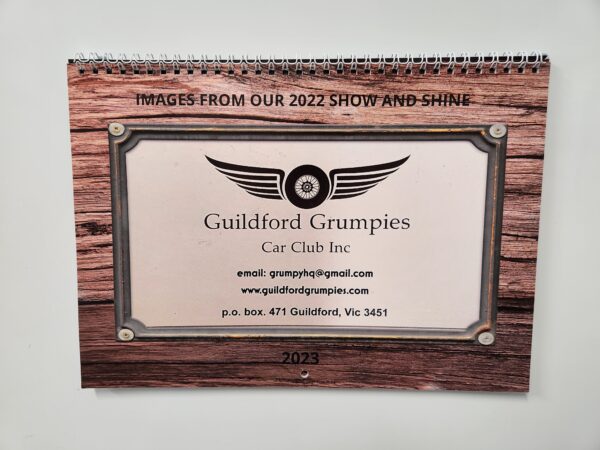 IMAGES FROM OUR 2022 SHOW AND SHINE
Guildford Grumpies
Car Club Inc
email: grumpyhq@gmail.com
www.guildfordgrumpies.com
p.o. box. 471 Guildford, Vic 3451
2023